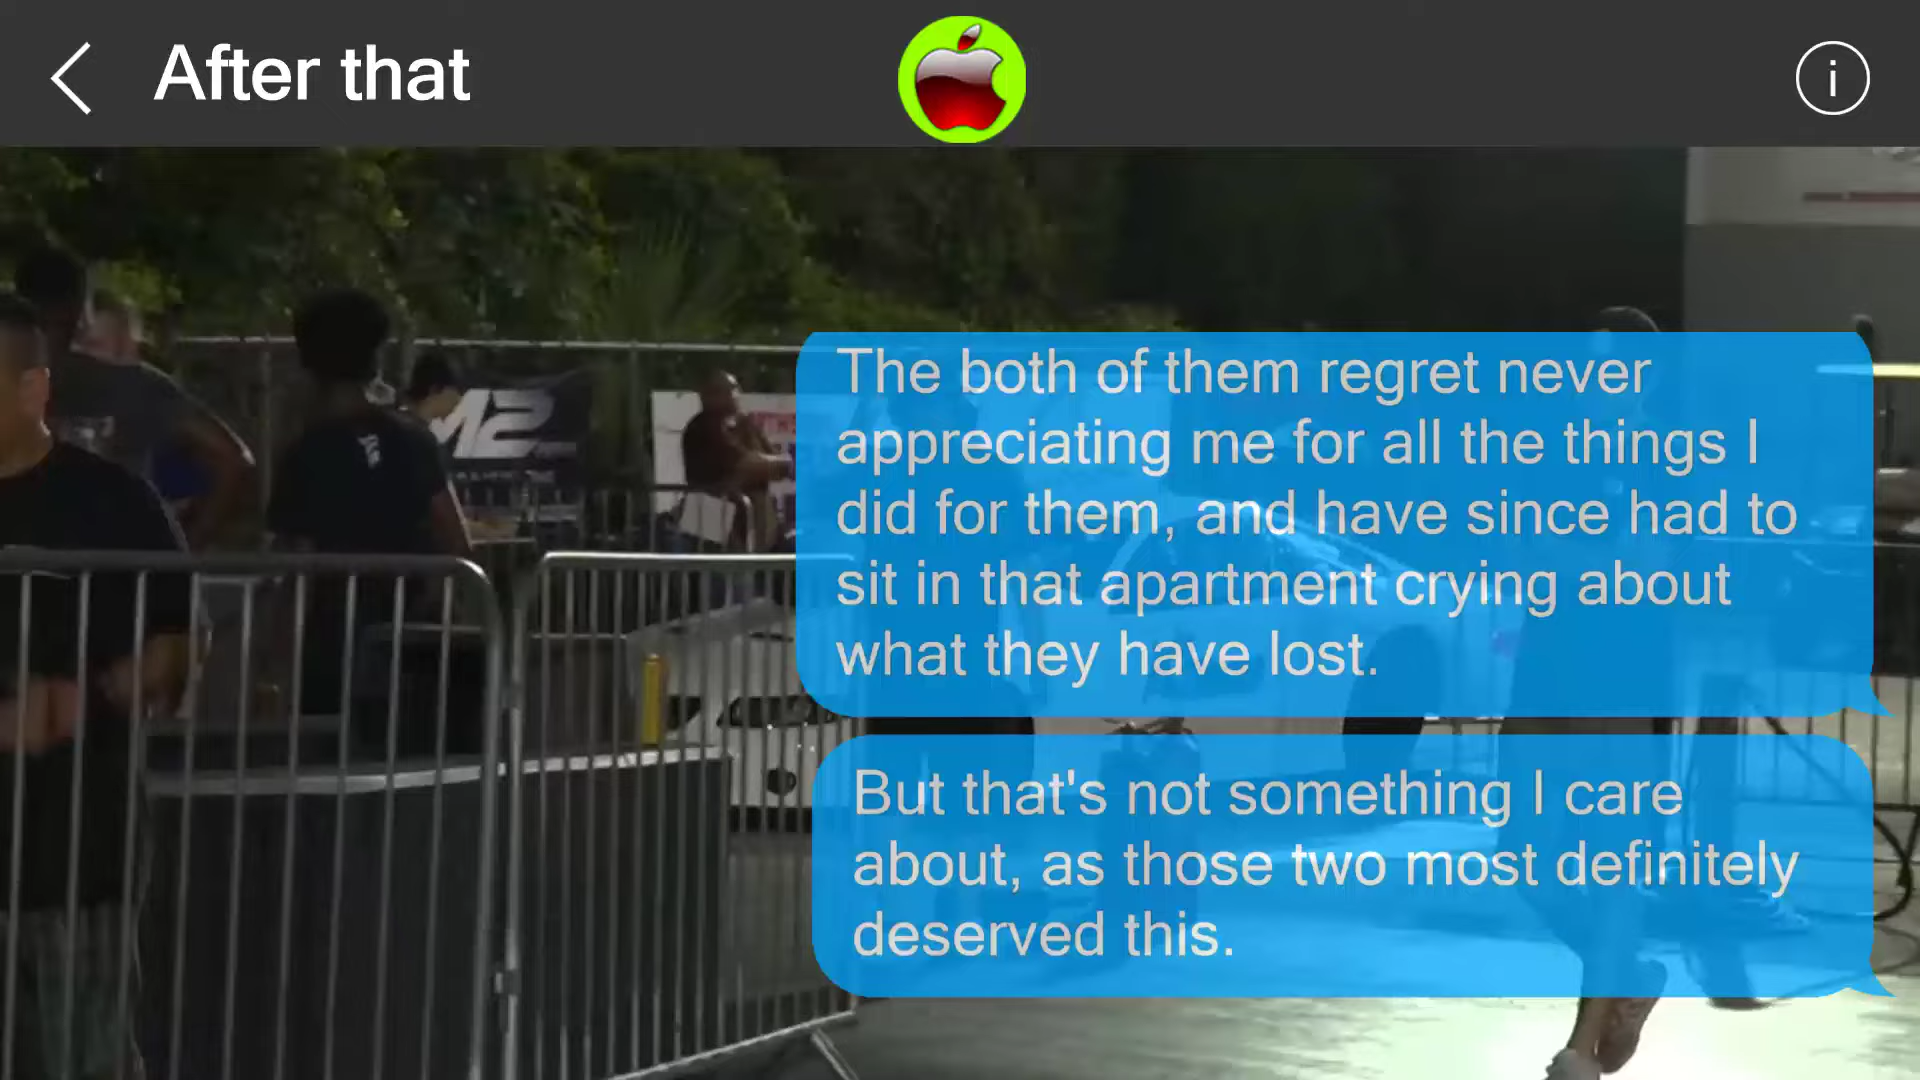 After that
i
The both of them regret never
appreciating me for all the things I
did for them, and have since had to
sit in that apartment crying about
what they have lost.
But that's not something I care
about, as those two most definitely
deserved this.
M2